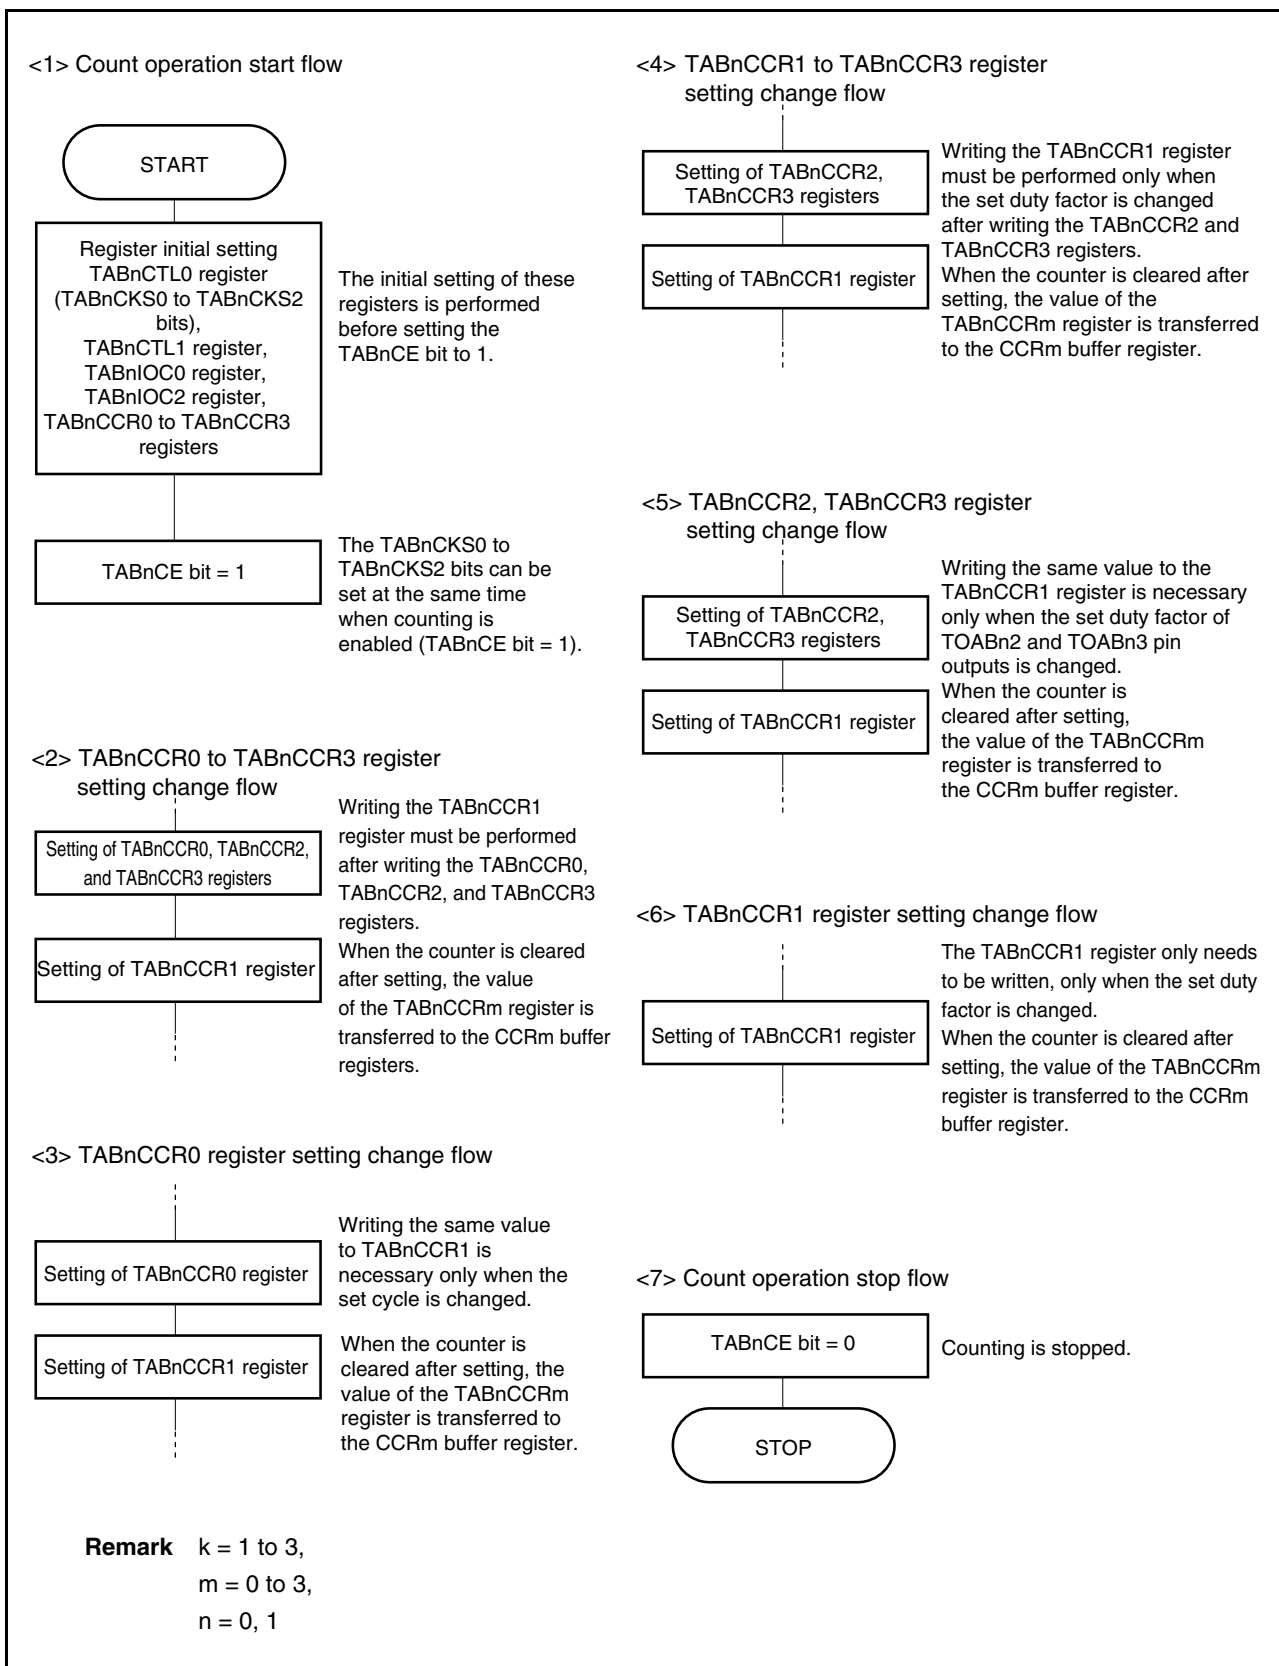 <1> Count operation start flow
START
Register initial setting
TABnCTL0 register
(TABnCKS0 to TABnCKS2
bits),
TABnCTL1 register,
TABnIOC0 register,
TABnIOC2 register,
TABnCCR0 to TABnCCR3
registers
The initial setting of these
registers is performed
before setting the
TABnCE bit to 1.
TABnCE bit = 1
The TABnCKS0 to
TABnCKS2 bits can be
set at the same time
when counting is
enabled (TABnCE bit = 1).
<2> TABnCCR0 to TABnCCR3 register
setting change flow
Setting of TABnCCR0, TABnCCR2,
and TABnCCR3 registers
Setting of TABnCCR1 register
Writing the TABnCCR1
register must be performed
after writing the TABnCCR0,
TABnCCR2, and TABnCCR3
registers.
When the counter is cleared
after setting, the value
of the TABnCCRm register is
transferred to the CCRm buffer
registers.
<3> TABnCCR0 register setting change flow
Setting of TABnCCR0 register
Setting of TABnCCR1 register
Writing the same value
to TABnCCR1 is
necessary only when the
set cycle is changed.
When the counter is
cleared after setting, the
value of the TABnCCRm
register is transferred to
the CCRm buffer register.
<4> TABnCCR1 to TABnCCR3 register
setting change flow
Setting of TABnCCR2,
TABnCCR3 registers
Setting of TABnCCR1 register
Writing the TABnCCR1 register
must be performed only when
the set duty factor is changed
after writing the TABnCCR2 and
TABnCCR3 registers.
When the counter is cleared after
setting, the value of the
TABnCCRm register is transferred
to the CCRm buffer register.
<5> TABnCCR2, TABnCCR3 register
setting change flow
Setting of TABnCCR2,
TABnCCR3 registers
Setting of TABnCCR1 register
Writing the same value to the
TABnCCR1 register is necessary
only when the set duty factor of
TOABn2 and TOABn3 pin
outputs is changed.
When the counter is
cleared after setting,
the value of the TABnCCRm
register is transferred to
the CCRm buffer register.
<6> TABnCCR1 register setting change flow
Setting of TABnCCR1 register
The TABnCCR1 register only needs
to be written, only when the set duty
factor is changed.
When the counter is cleared after
setting, the value of the TABnCCRm
register is transferred to the CCRm
buffer register.
<7> Count operation stop flow
TABnCE bit = 0
Counting is stopped.
STOP
Remark k = 1 to 3,
m = 0 to 3,
n = 0, 1